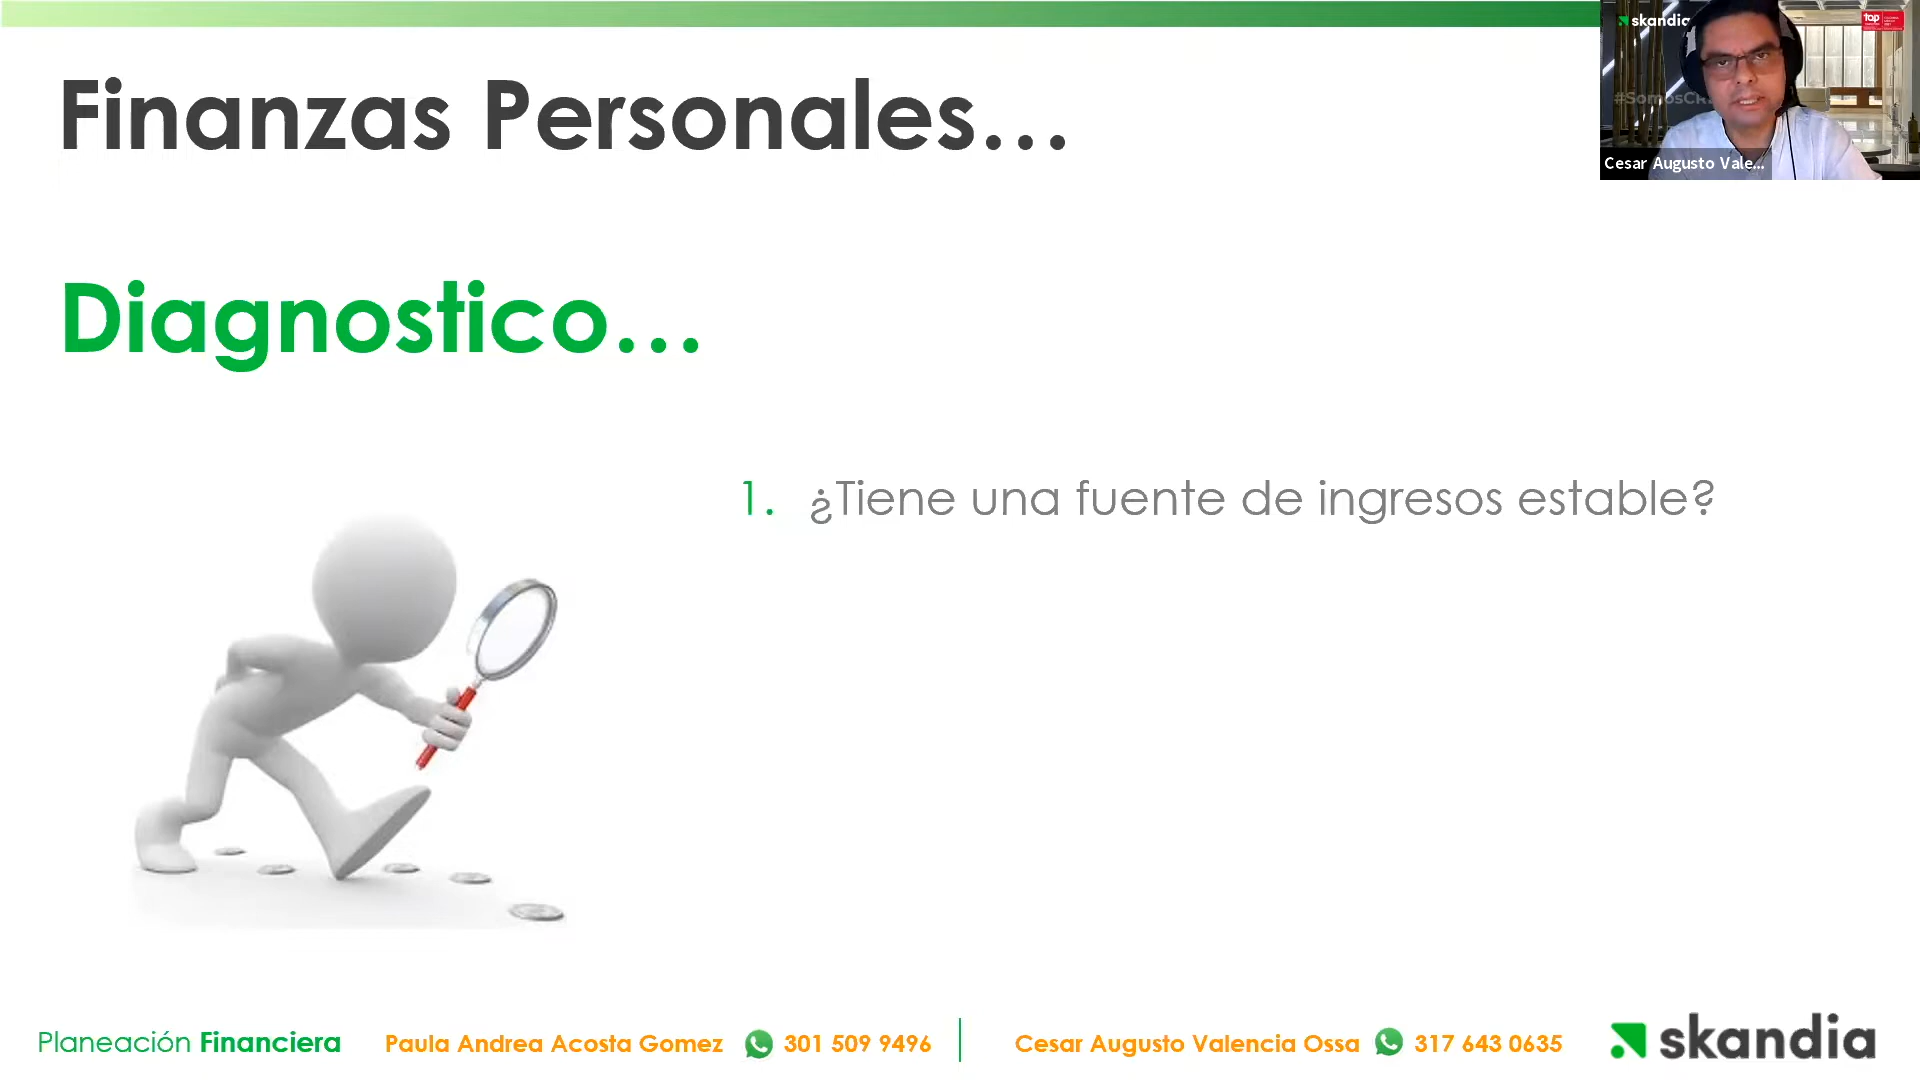 Finanzas Personales...
skandia
top
Cesar Augusto Vale...
Diagnostico...
1. ¿Tiene una fuente de ingresos estable?
Planeación Financiera
Paula Andrea Acosta Gomez 301 509 9496
Cesar Augusto Valencia Ossa 317 643 0635
skandia